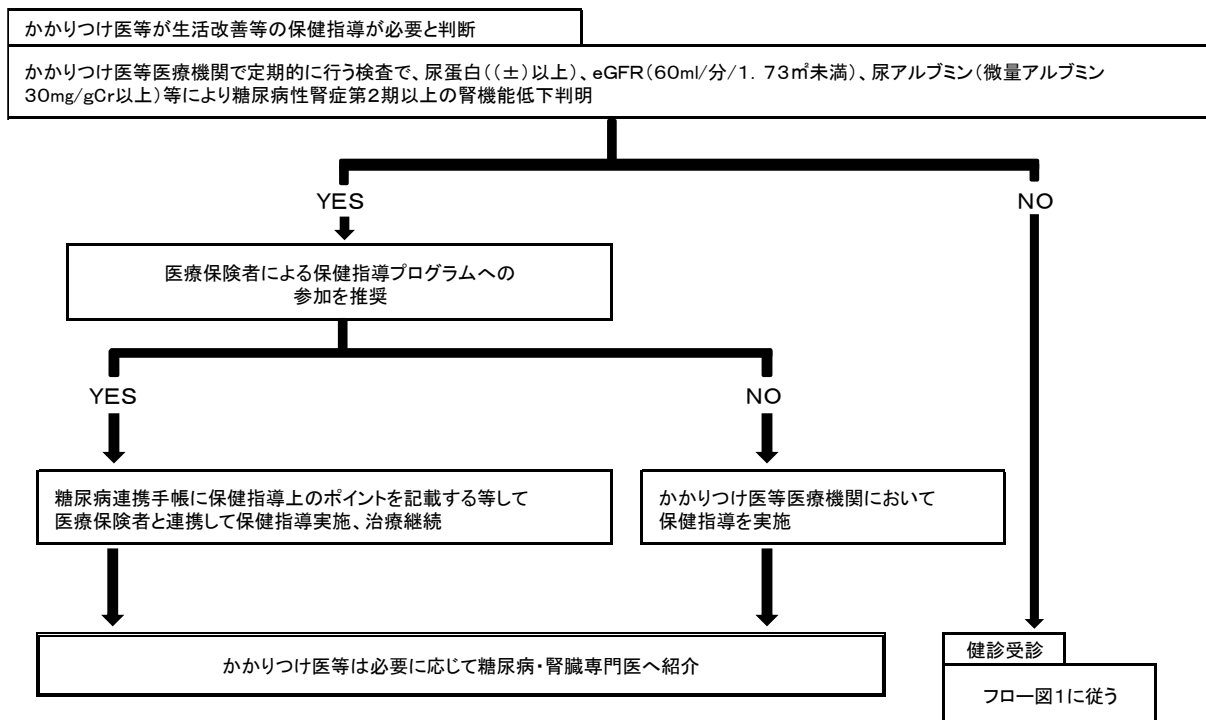 かかりつけ医等が生活改善等の保健指導が必要と判断
かかりつけ医等医療機関で定期的に行う検査で、尿蛋白((±)以上)、eGFR(60ml/分/1.73㎡未満)、尿アルブミン(微量アルブミン
30mg/gCr以上)等により糖尿病性腎症第2期以上の腎機能低下判明
YES
NO
医療保険者による保健指導プログラムへの
参加を推奨
YES
NO
糖尿病連携手帳に保健指導上のポイントを記載する等して
医療保険者と連携して保健指導実施、治療継続
かかりつけ医等医療機関において
保健指導を実施
かかりつけ医等は必要に応じて糖尿病・腎臓専門医へ紹介
健診受診
フロー図1に従う